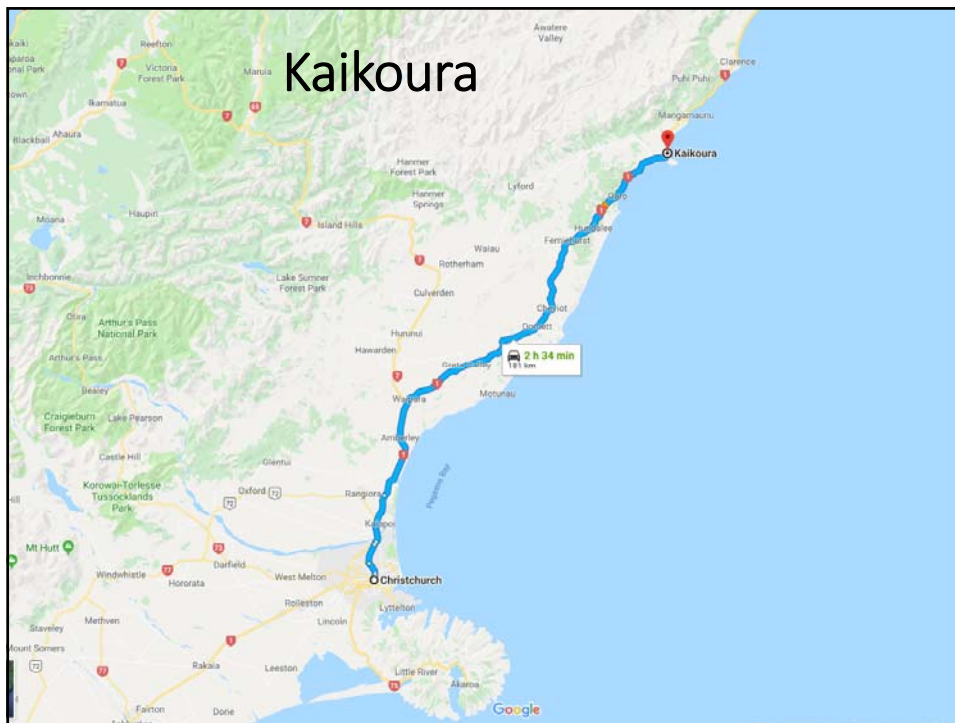 Kaikoura
Awatere
Valley
Clarence
Puhi Puhi
Mangamaunu
Kaikoura
Reefton
Victoria
Forest Park
Maruia
Ikamatua
Ahaura
Blackball
Hanmer
Forest Park
Hanmer
Springs
Lyford
Haupiri
Moana
Island Hills
Ferniehurst
Waiau
Rotherham
Inchbonnie
Lake Sumner
Forest Park
Culverden
Otira
Arthur's Pass
National Park
Hurunui
Hawarden
Arthur's Pass
2 h 34 min
181 km
Motunau
Bealey
Lake Pearson
Craigieburn
Forest Park
Amberley
Castle Hill
Glentui
Pegasus Bay
Korowai-Torlesse
Tussocklands
Park
Oxford
Rangiora
Mt Hutt
Darfield
Windwhistle
Hororata
West Melton
Christchurch
Rolleston
Lyttelton
Lincoln
Methven
Staveley
Mount Somers
Rakaia
Leeston
Little River
Akaroa
Fairton
Dorie
Google